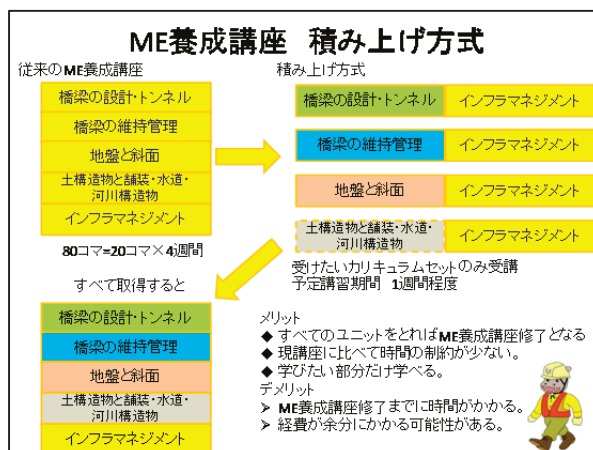 ME養成講座 積み上げ方式
従来のME養成講座
橋梁の設計・トンネル
橋梁の維持管理
地盤と斜面
土構造物と舗装・水道・
河川構造物
インフラマネジメント
80コマ=20コマ×4週間
積み上げ方式
橋梁の設計・トンネル インフラマネジメント
橋梁の維持管理 インフラマネジメント
地盤と斜面 インフラマネジメント
土構造物と舗装・水道・
河川構造物 インフラマネジメント
受けたいカリキュラムセットのみ受講
予定講習期間 1週間程度
すべて取得すると
橋梁の設計・トンネル
橋梁の維持管理
地盤と斜面
土構造物と舗装・水道・
河川構造物
インフラマネジメント
メリット
◆ すべてのユニットをとればME養成講座修了となる
◆ 現講座に比べて時間の制約が少ない。
◆ 学びたい部分だけ学べる。
デメリット
➢ ME養成講座修了までに時間がかかる。
➢ 経費が余分にかかる可能性がある。